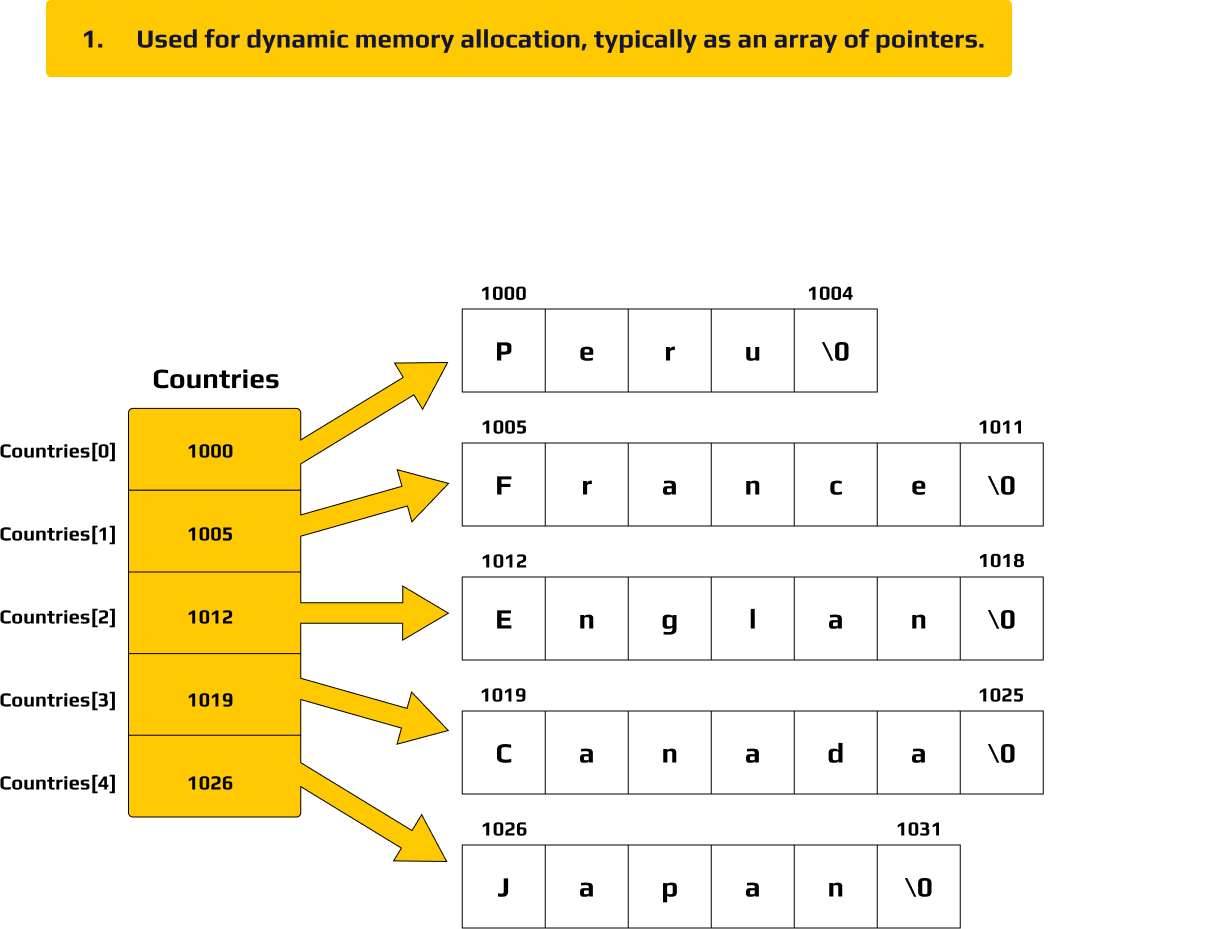 1. Used for dynamic memory allocation, typically as an array of pointers.
1000 1004
P e r u \0
Countries
Countries[0] 1000
1005 1011
F r a n c e \0
Countries[1] 1005
1012 1018
E n g l a n \0
Countries[2] 1012
1019 1025
C a n a d a \0
Countries[3] 1019
Countries[4] 1026
1026 1031
J a p a n \0